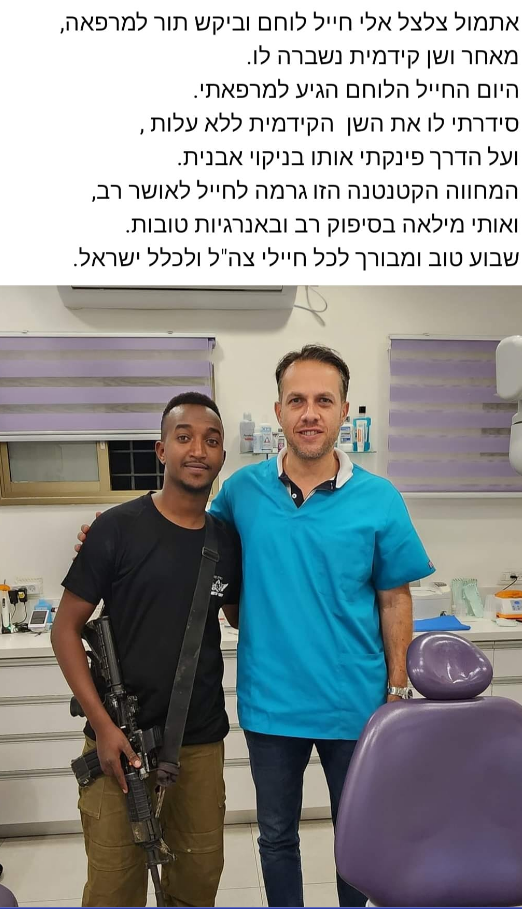 אתמול צלצל אלי חייל לוחם וביקש תור למרפאה,
מאחר ושן קידמית נשברה לו.
היום החייל הלוחם הגיע למרפאתי.
סידרתי לו את השן  הקידמית ללא עלות ,
ועל הדרך פינקתי אותו בניקוי אבנית.
המחווה הקטנטנה הזו גרמה לחייל לאושר רב,
ואותי מילאה בסיפוק רב ובאנרגיות טובות.
שבוע טוב ומבורך לכל חיילי צה"ל ולכלל ישראל.